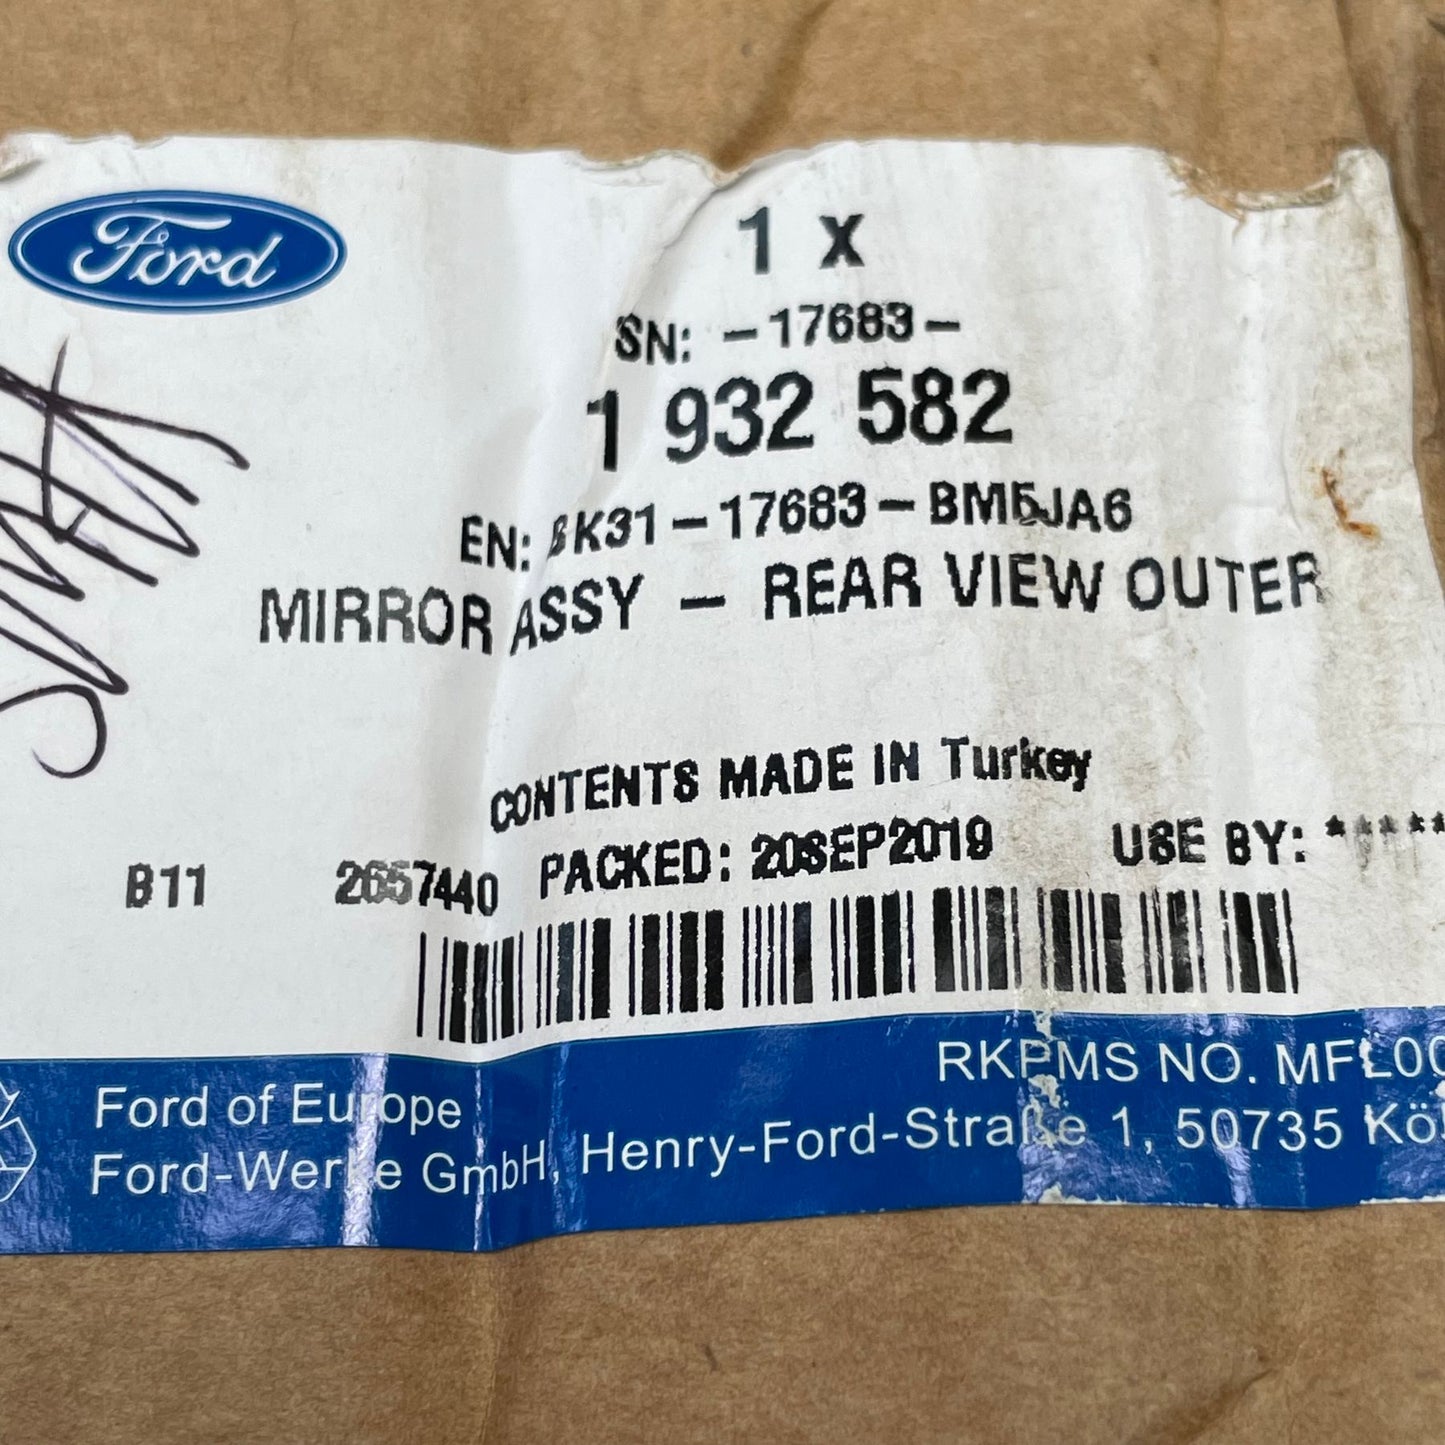 Ford
1 X
SN: -17683-
1 932 582
EN: BK31-17683-BM5JA6
MIRROR ASSY - REAR VIEW OUTER
CONTENTS MADE IN Turkey
B11 2657440 PACKED: 20SEP2019 USE BY: *****
RKPMS NO. MFL00
Ford of Europe
Ford-Werke GmbH, Henry-Ford-Straße 1, 50735 Kö